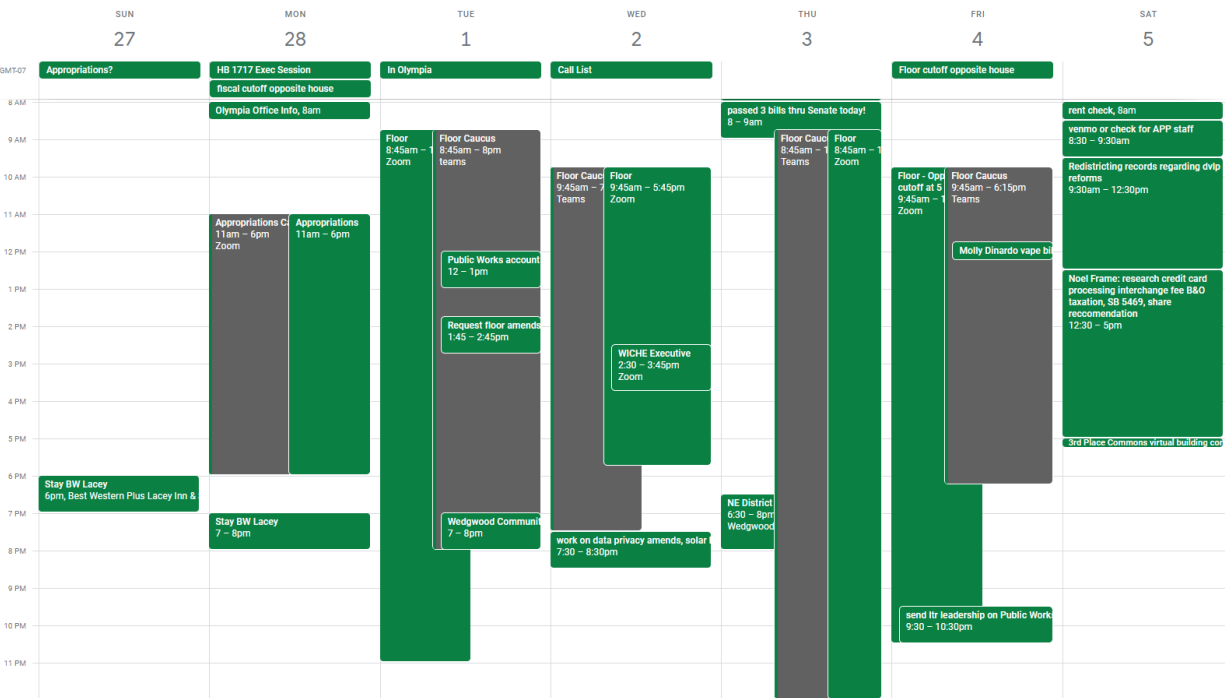 SUN
MON
TUE
WED
THU
FRI
SAT
27
28
1
2
3
4
5
GMT-07
Appropriations?
HB 1717 Exec Session
In Olympia
Call List
Floor cutoff opposite house
fiscal cutoff opposite house
8 AM
9 AM
10 AM
11 AM
12 PM
1 PM
2 PM
3 PM
4 PM
5 PM
6 PM
7 PM
8 PM
9 PM
10 PM
11 PM
Stay BW Lacey
6pm, Best Western Plus Lacey Inn &
Olympia Office Info, 8am
Appropriations
11am – 6pm
Zoom
Appropriations
11am – 6pm
Stay BW Lacey
7 – 8pm
Floor
8:45am –
Zoom
Floor Caucus
8:45am – 8pm
teams
Public Works account
12 – 1pm
Request floor amends
1:45 – 2:45pm
Wedgwood Communit
7 – 8pm
Floor Cauc
9:45am – 7
Teams
Floor
9:45am – 5:45pm
Zoom
WICHE Executive
2:30 – 3:45pm
Zoom
work on data privacy amends, solar
7:30 – 8:30pm
passed 3 bills thru Senate today!
8 – 9am
Floor Cauc
8:45am – 1
Teams
Floor
8:45am – 1
Zoom
NE District
6:30 – 8pm
Wedgwood
Floor - Opp
cutoff at 5
9:45am – 1
Zoom
Floor Caucus
9:45am – 6:15pm
Teams
Molly Dinardo vape bil
send ltr leadership on Public Works
9:30 – 10:30pm
rent check, 8am
venmo or check for APP staff
8:30 – 9:30am
Redistricting records regarding dvlp
reforms
9:30am – 12:30pm
Noel Frame: research credit card
processing interchange fee B&O
taxation, SB 5469, share
reccomendation
12:30 – 5pm
3rd Place Commons virtual building cor